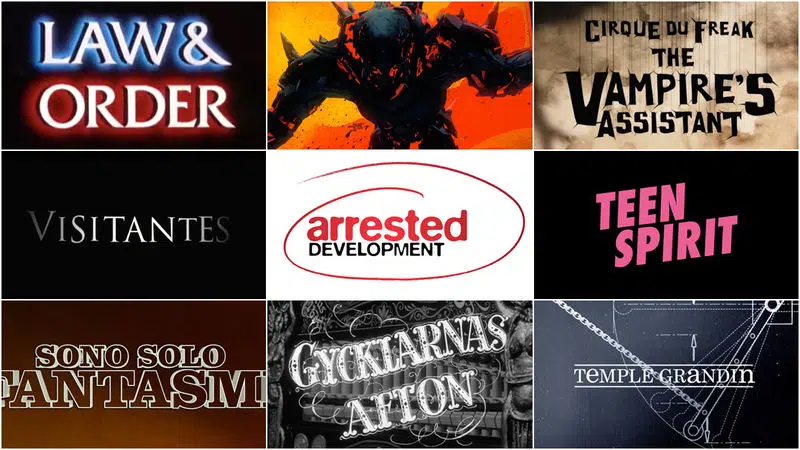 LAW &
ORDER
CIRQUE DU FREAK
THE
VAMPIRE'S
ASSISTANT
VISITANTES
arrested
DEVELOPMENT
TEEN
SPIRIT
SONO SOLO
FANTASMI
GYCKLARNAS
AFTON
TEMPLE GRANDIN